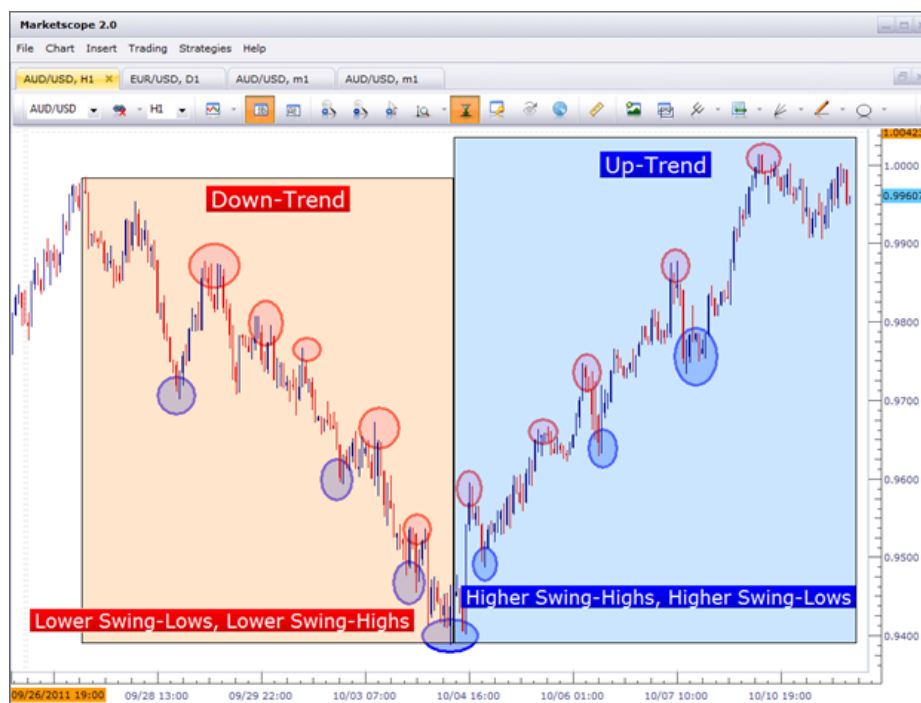 Marketscope 2.0
File Chart Insert Trading Strategies Help
AUD/USD, H1 × EUR/USD, D1 AUD/USD, m1 AUD/USD, m1
AUD/USD H1
1.00423
Down-Trend
Up-Trend
1.0000
0.99607
0.9900
0.9800
0.9700
0.9600
0.9500
Higher Swing-Highs, Higher Swing-Lows
Lower Swing-Lows, Lower Swing-Highs
0.9400
09/26/2011 19:00 09/28 13:00 09/29 22:00 10/03 07:00 10/04 16:00 10/06 01:00 10/07 10:00 10/10 19:00